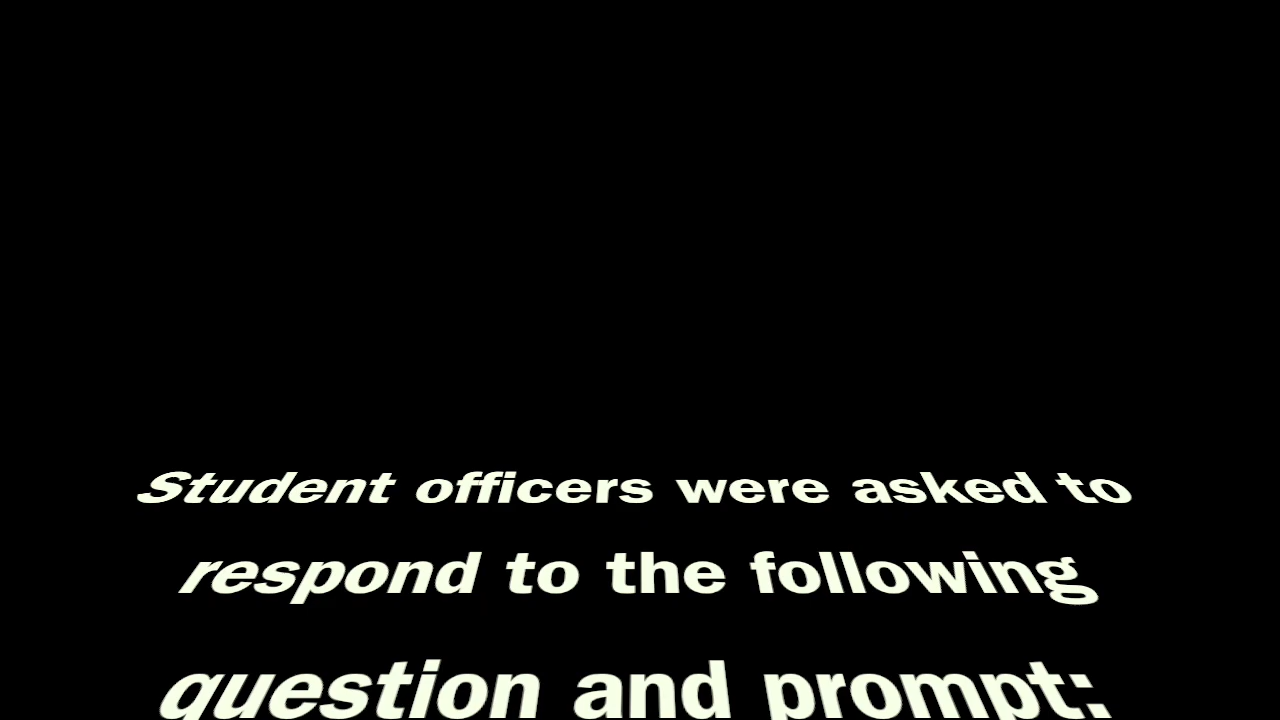 Student officers were asked to
respond to the following
question and prompt: